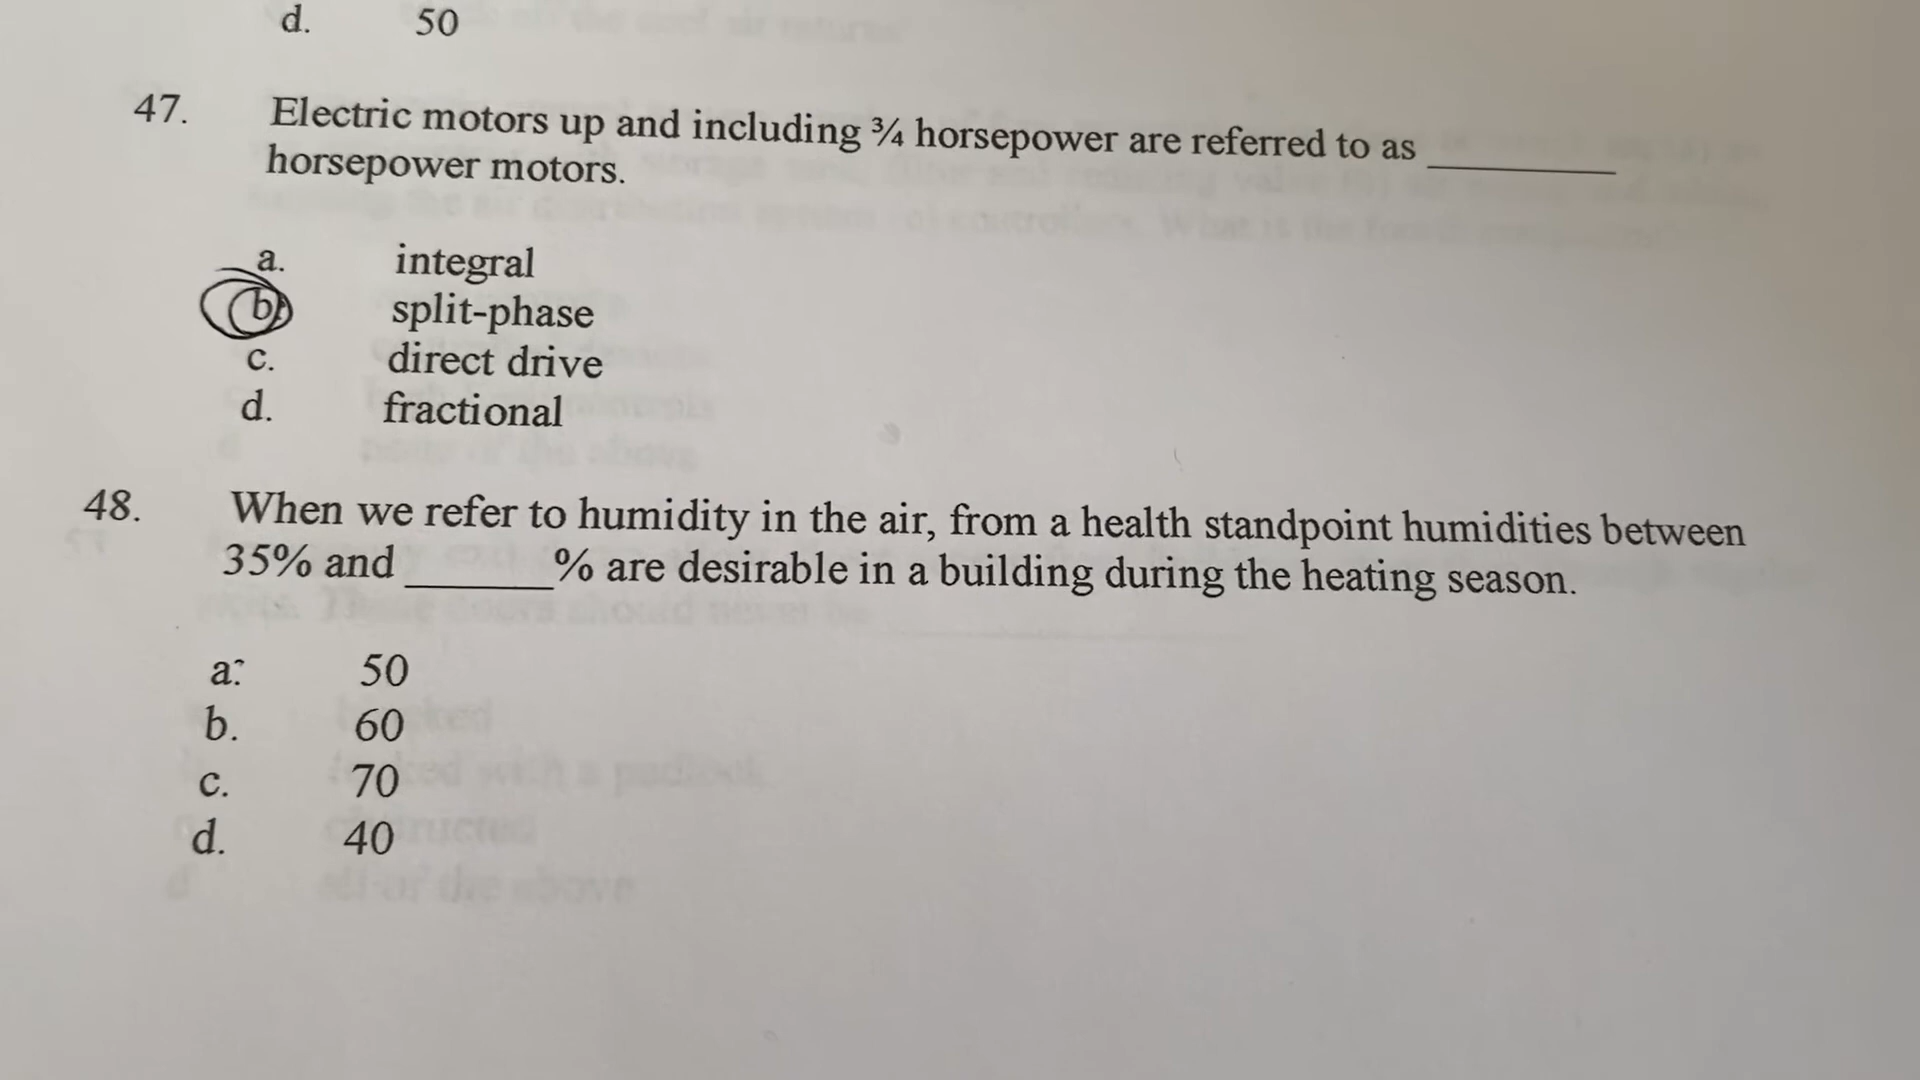 d. 50
47. Electric motors up and including ¾ horsepower are referred to as ________
horsepower motors.
a. integral
b. split-phase
c. direct drive
d. fractional
48. When we refer to humidity in the air, from a health standpoint humidities between
35% and ______% are desirable in a building during the heating season.
a. 50
b. 60
c. 70
d. 40